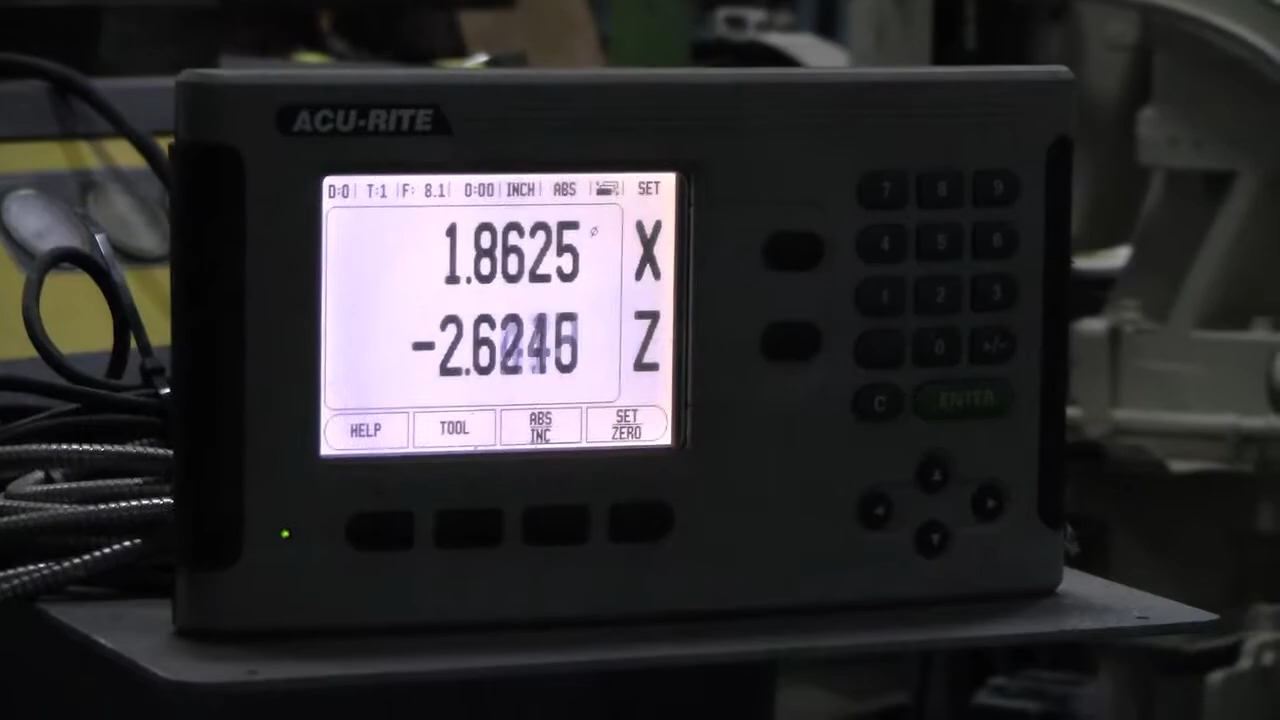 ACU-RITE
D:0 T:1 F: 8.1 0:00 INCH ABS SET
1.8625 ø X
Z
HELP TOOL ABS INC SET ZERO
7 8 9
4 5 6
1 2 3
0 +/-
C ENTER